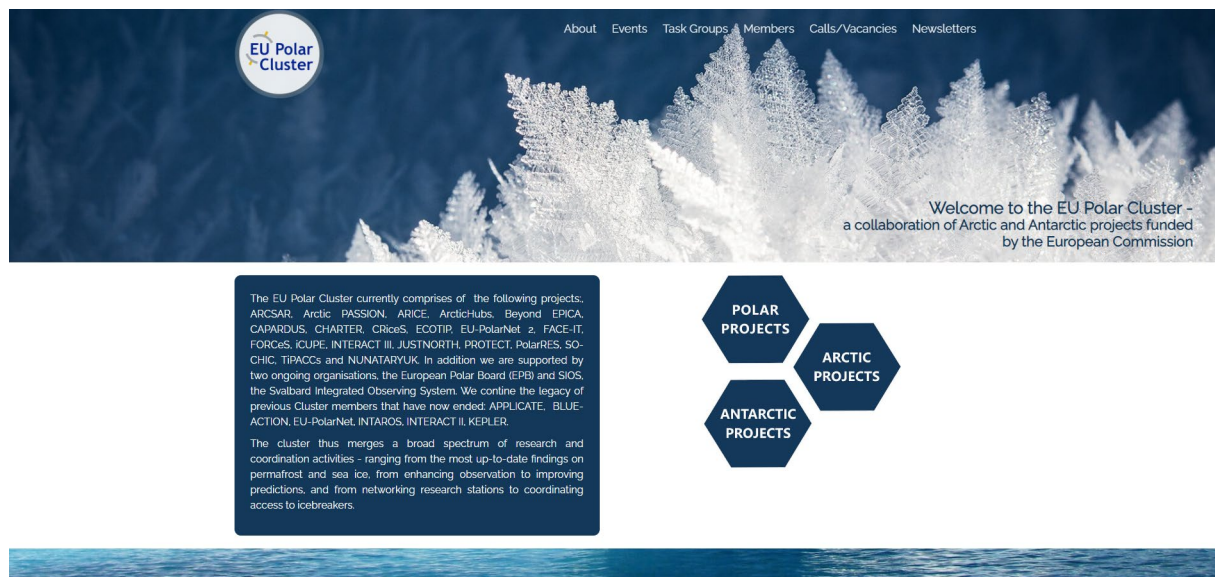 EU Polar
Cluster
About Events Task Groups Members Calls/Vacancies Newsletters
Welcome to the EU Polar Cluster -
a collaboration of Arctic and Antarctic projects funded
by the European Commission
The EU Polar Cluster currently comprises of the following projects:,
ARCSAR, Arctic PASSION, ARICE, ArcticHubs, Beyond EPICA,
CAPARDUS, CHARTER, CRiceS, ECOTIP, EU-PolarNet 2, FACE-IT,
FORCeS, iCUPE, INTERACT III, JUSTNORTH, PROTECT, PolarRES, SO-
CHIC, TiPACCs and NUNATARYUK. In addition we are supported by
two ongoing organisations, the European Polar Board (EPB) and SIOS,
the Svalbard Integrated Observing System. We contine the legacy of
previous Cluster members that have now ended: APPLICATE, BLUE-
ACTION, EU-PolarNet, INTAROS, INTERACT II, KEPLER.
The cluster thus merges a broad spectrum of research and
coordination activities - ranging from the most up-to-date findings on
permafrost and sea ice, from enhancing observation to improving
predictions, and from networking research stations to coordinating
access to icebreakers.
POLAR
PROJECTS
ARCTIC
PROJECTS
ANTARCTIC
PROJECTS